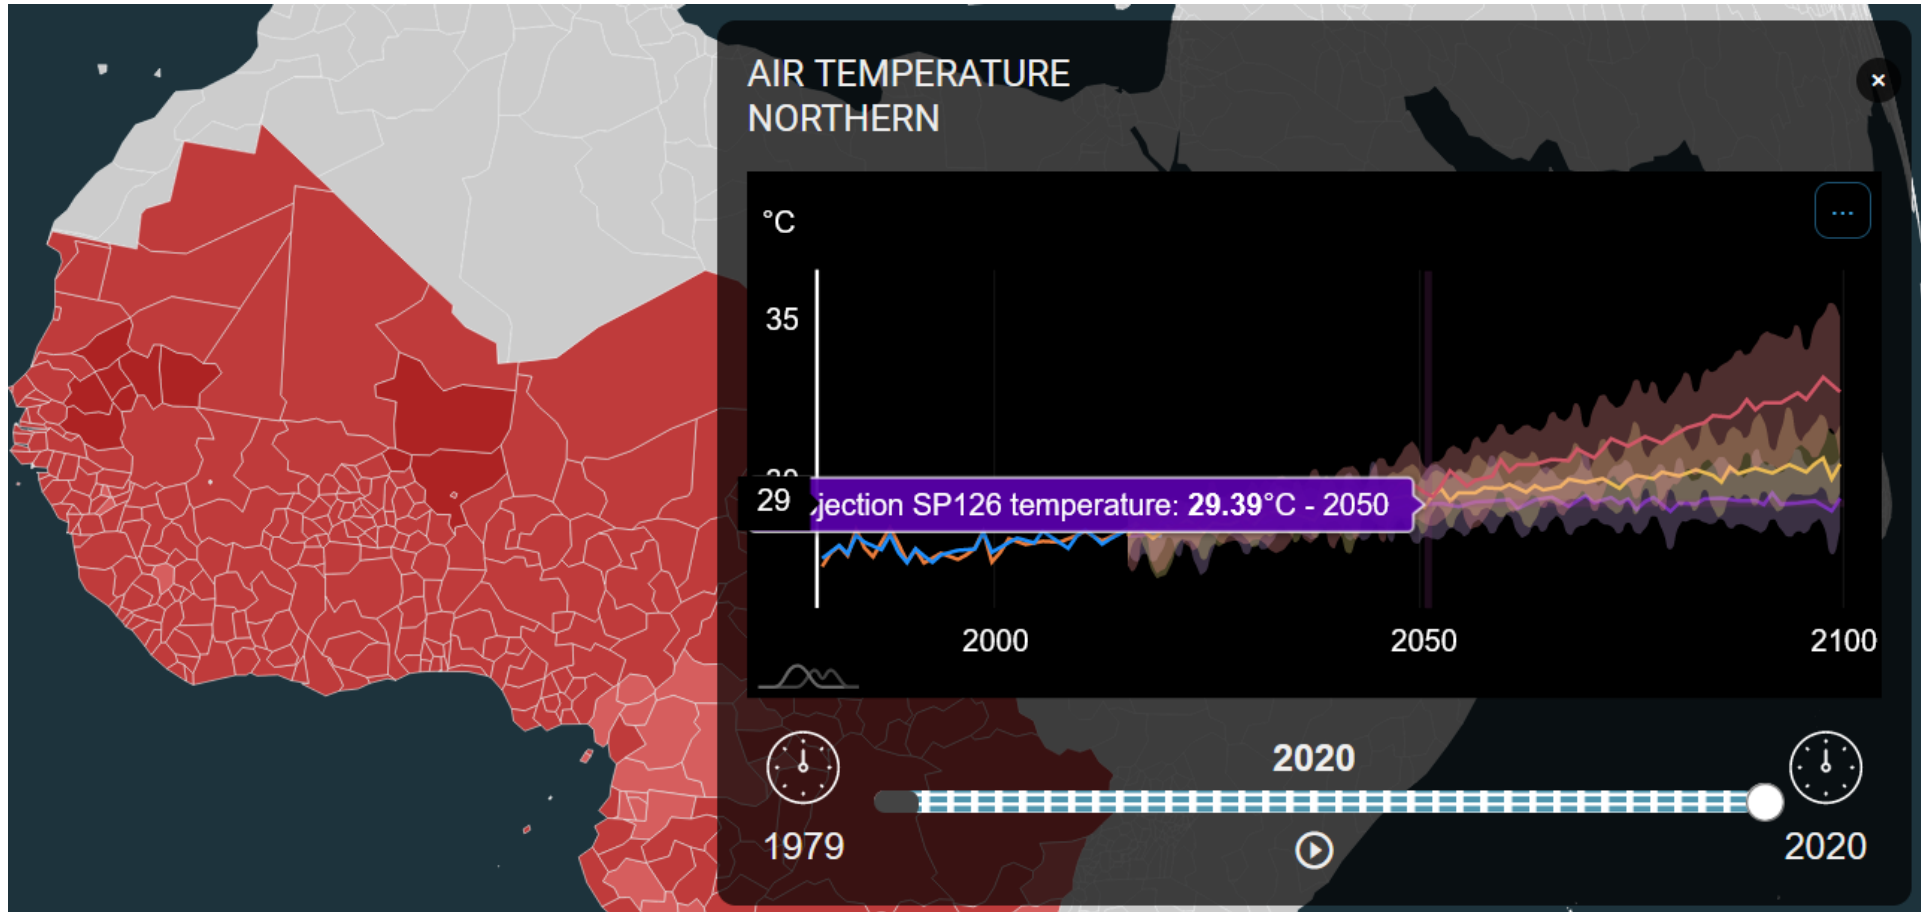 AIR TEMPERATURE
NORTHERN
×
...
°C
35
29
jection SP126 temperature: 29.39°C - 2050
2000 2050 2100
2020
1979
2020